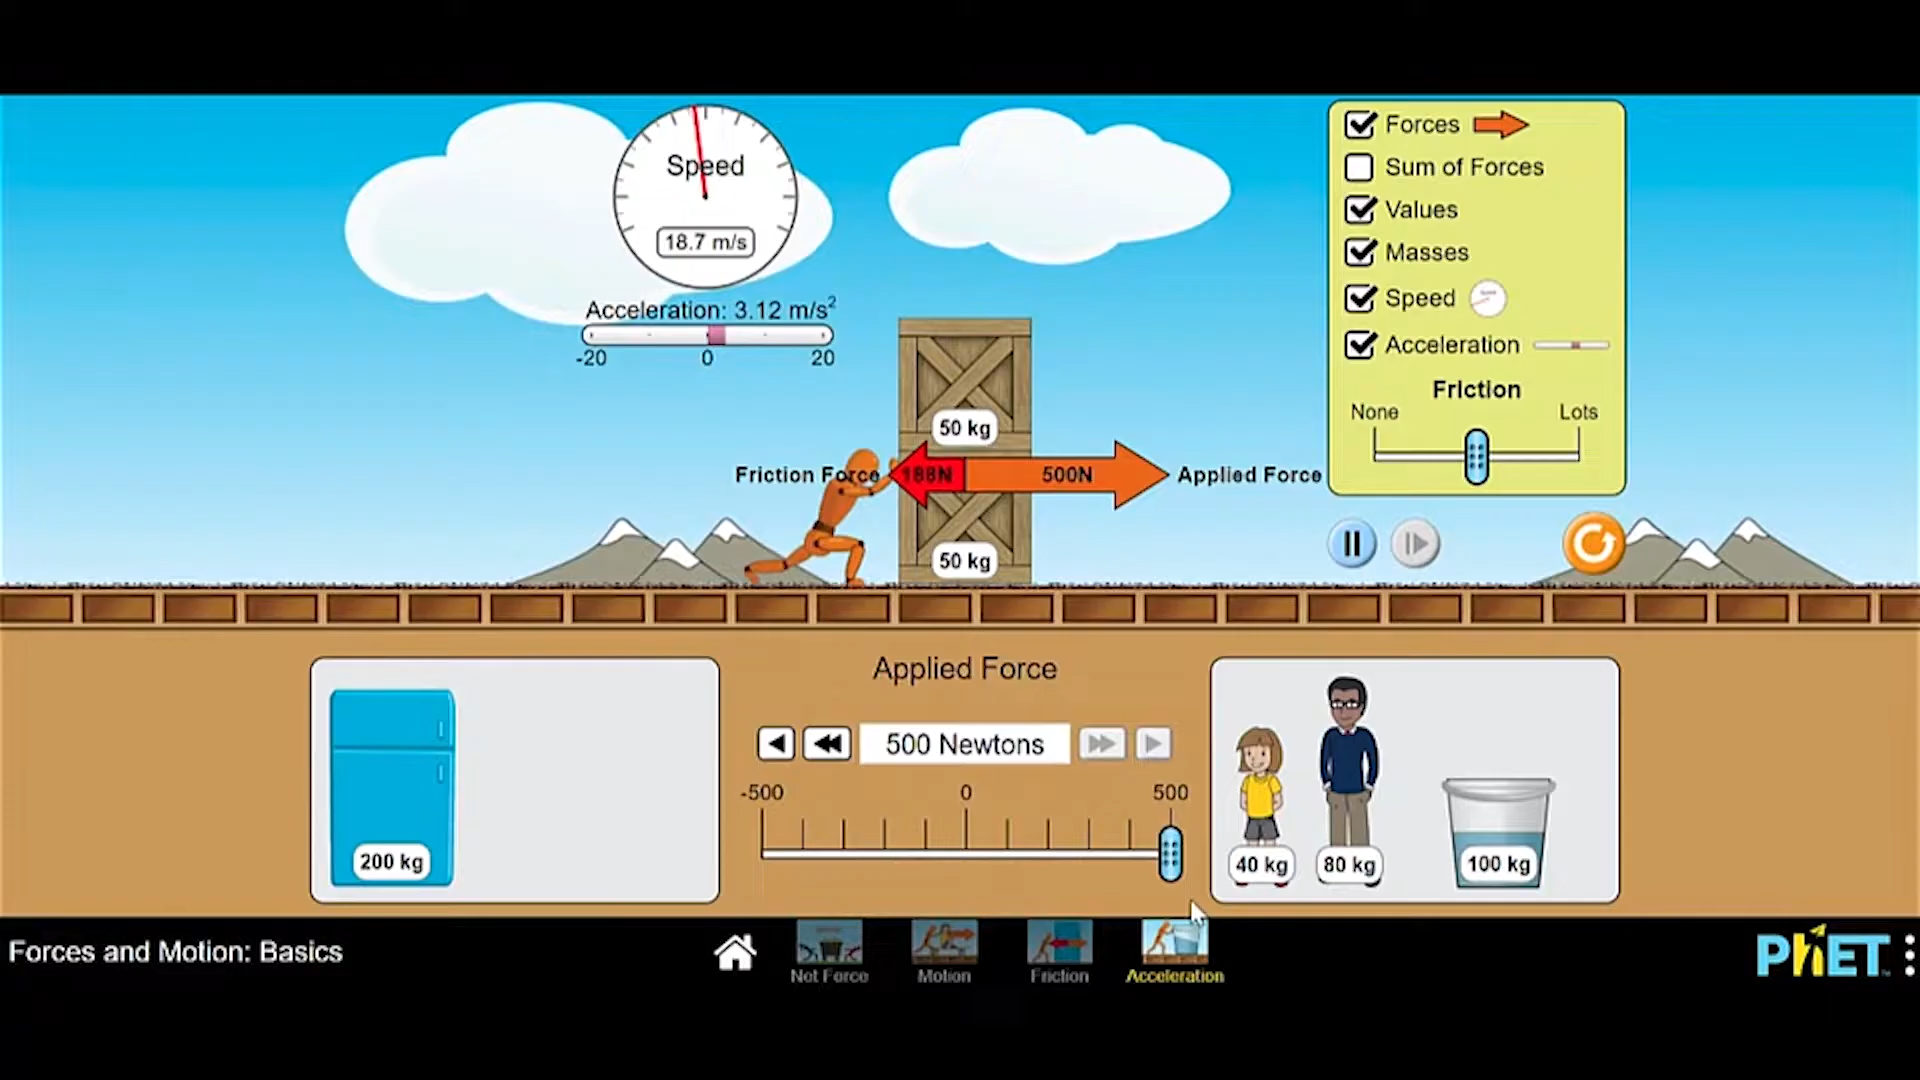 Speed
18.7 m/s
Acceleration: 3.12 m/s²
-20 0 20
Forces
Sum of Forces
Values
Masses
Speed
Acceleration
Friction
None Lots
50 kg
Friction Force 188N 500N Applied Force
50 kg
Applied Force
500 Newtons
-500 0 500
200 kg
40 kg 80 kg 100 kg
Forces and Motion: Basics
Net Force Motion Friction Acceleration
PhET